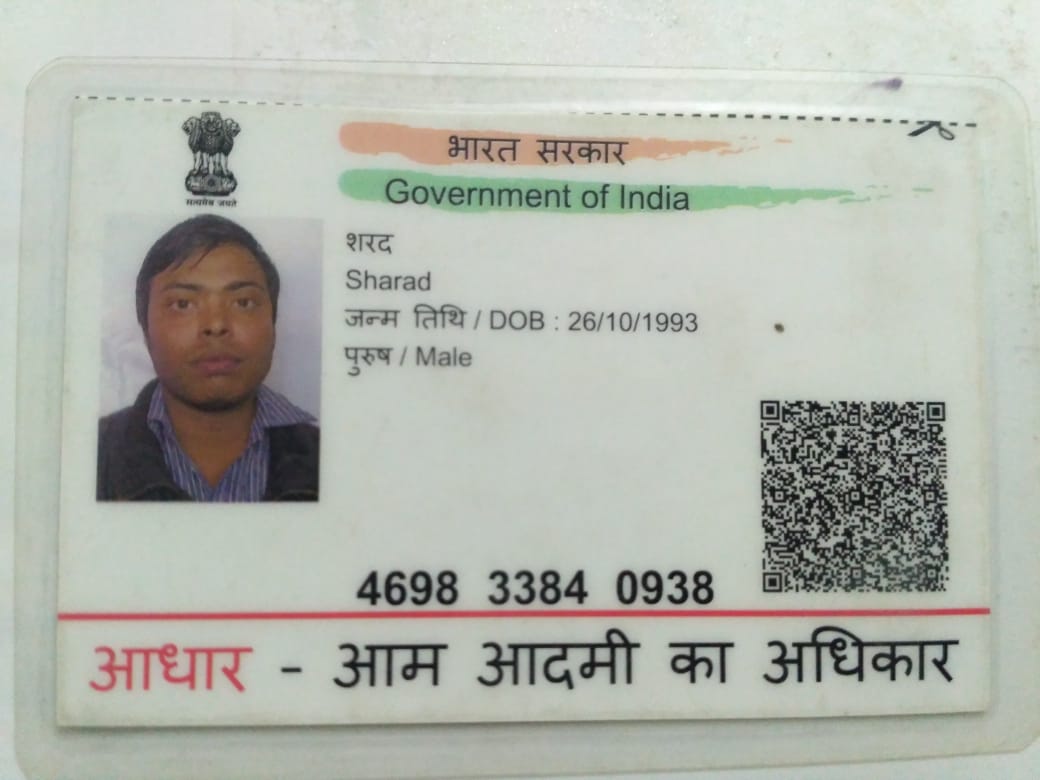 सत्यमेव जयते
भारत सरकार
Government of India
शरद
Sharad
जन्म तिथि / DOB : 26/10/1993
पुरुष / Male
4698 3384 0938
आधार - आम आदमी का अधिकार